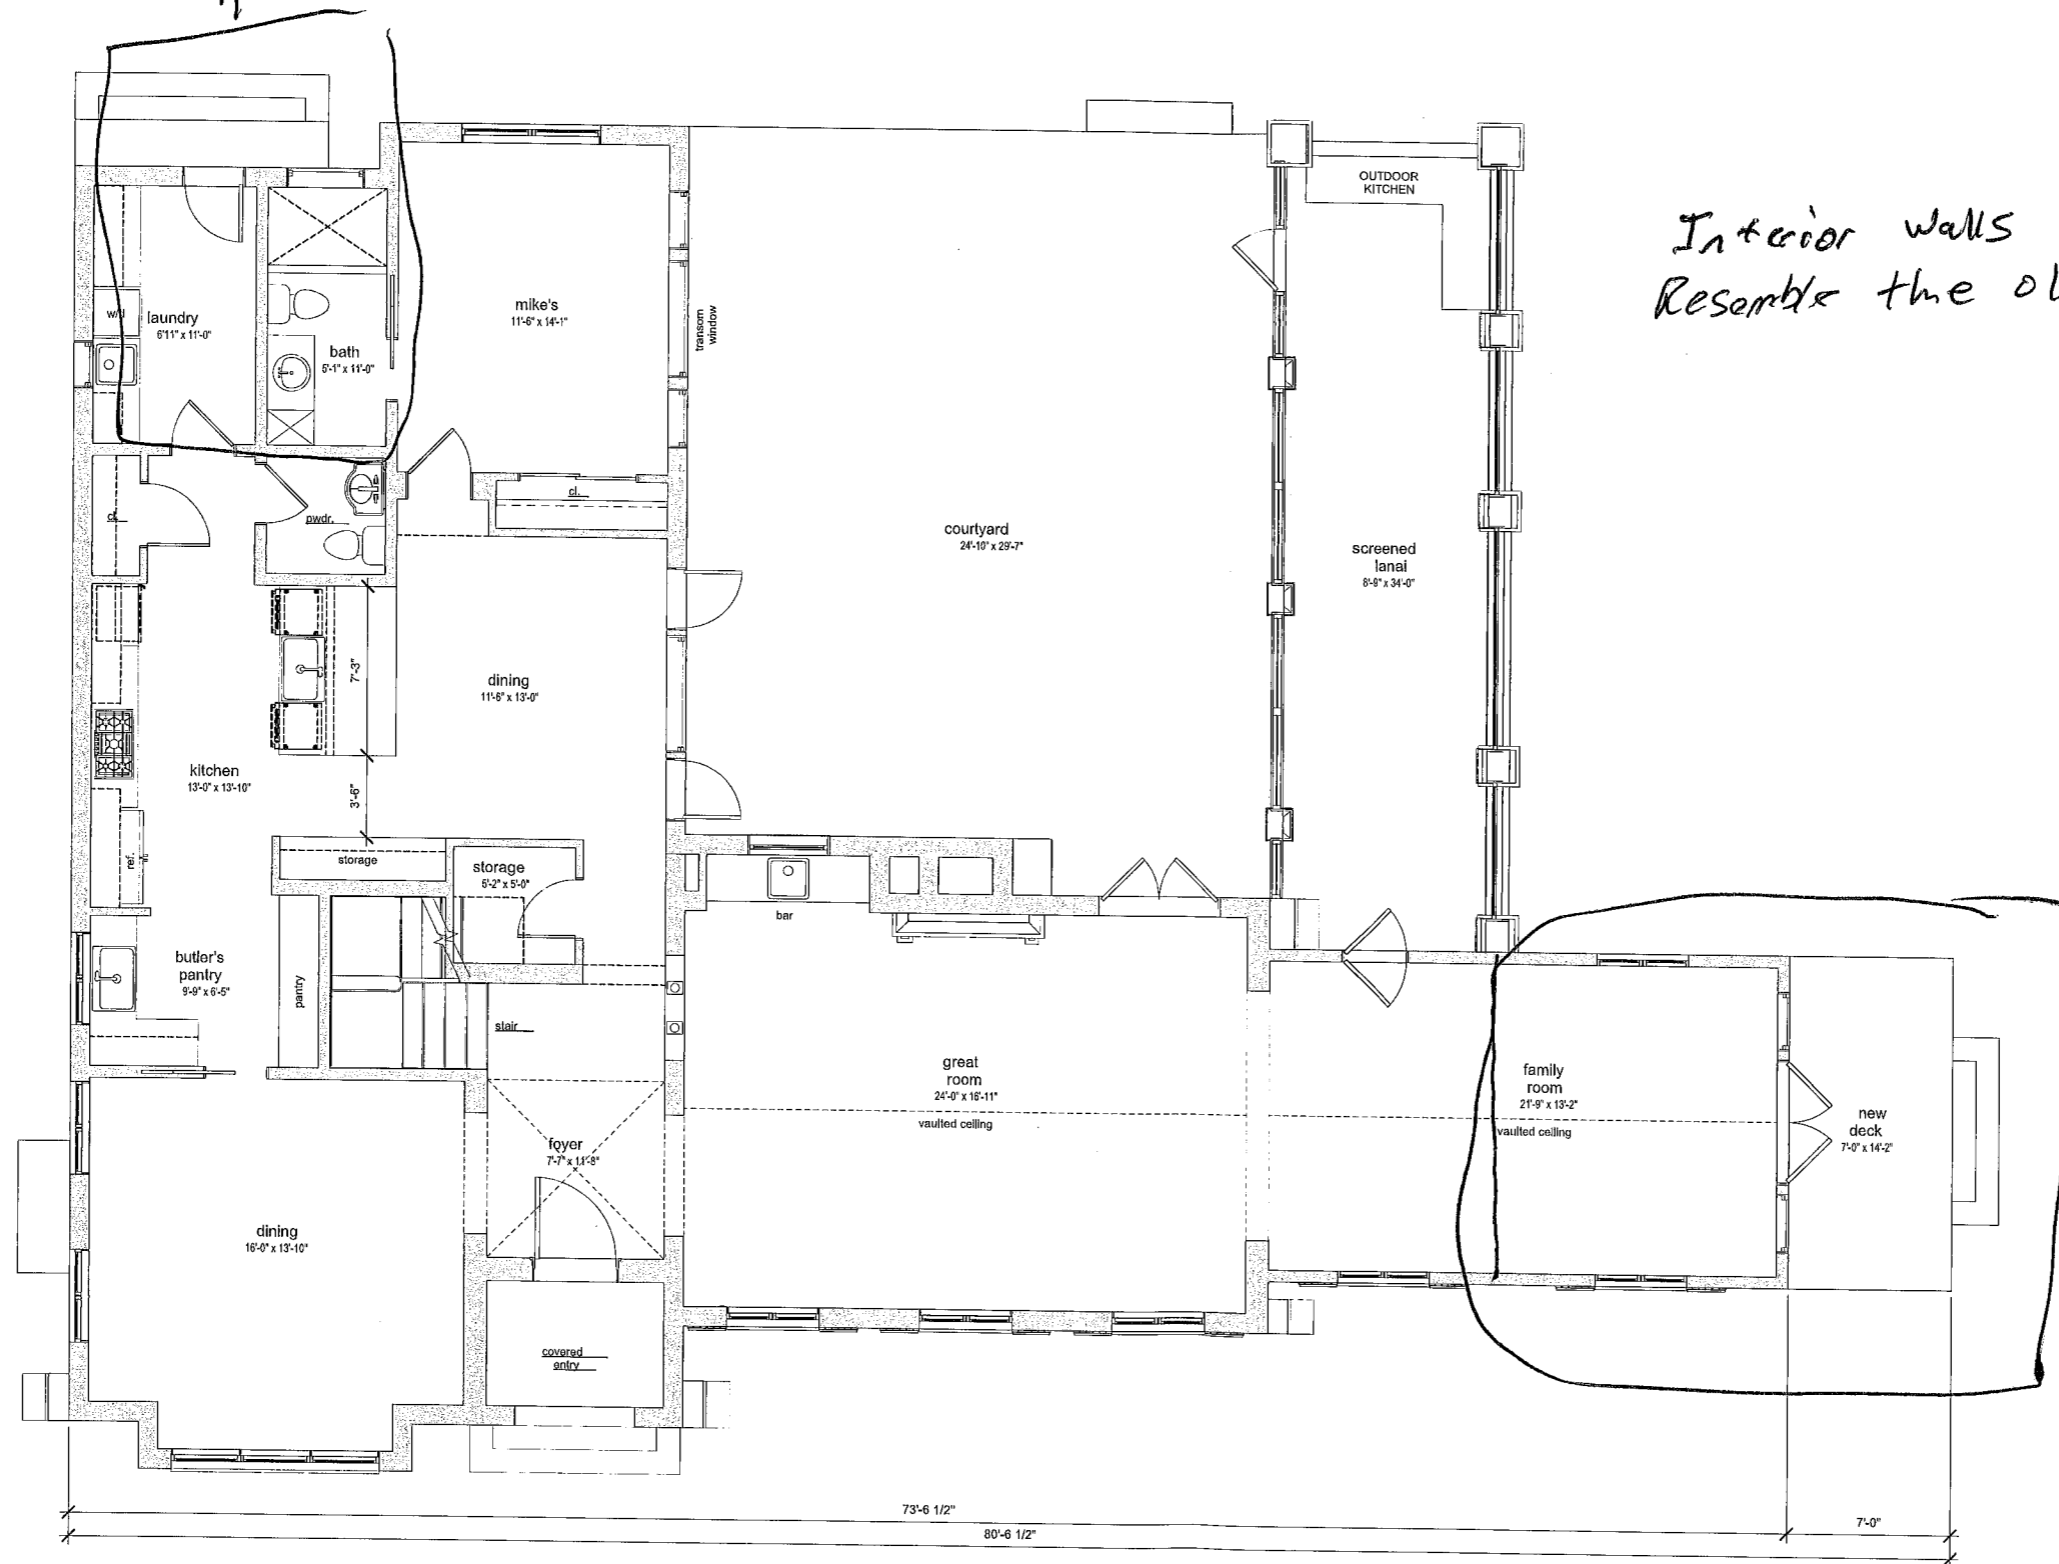 OUTDOOR
KITCHEN
Interior Walls
Resemble the
laundry
6'11" x 11'-0"
bath
5'-1" x 11'-0"
mike's
11'-6" x 14'-1"
transom
window
cl.
pwdr.
cl.
courtyard
24'-10" x 29'-7"
screened
lanai
8'-9" x 34'-0"
7'-3"
dining
11'-6" x 13'-0"
kitchen
13'-0" x 13'-10"
3'-6"
ref.
storage
storage
5'-2" x 5'-0"
bar
butler's
pantry
9'-9" x 6'-5"
pantry
stair
great
room
24'-0" x 16'-11"
vaulted ceiling
family
room
21'-9" x 13'-2"
vaulted ceiling
new
deck
7'-0" x 14'-2"
foyer
7'-7" x 11'-8"
dining
16'-0" x 13'-10"
covered
entry
73'-6 1/2"
7'-0"
80'-6 1/2"